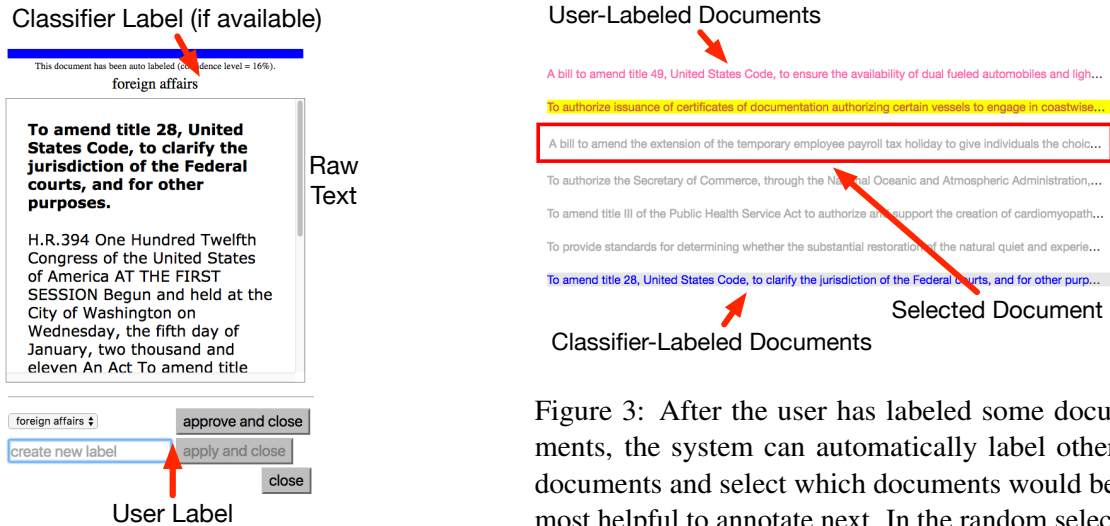 Classifier Label (if available)
This document has been auto labeled (confidence level = 16%).
foreign affairs
To amend title 28, United
States Code, to clarify the
jurisdiction of the Federal
courts, and for other
purposes.
H.R.394 One Hundred Twelfth
Congress of the United States
of America AT THE FIRST
SESSION Begun and held at the
City of Washington on
Wednesday, the fifth day of
January, two thousand and
eleven An Act To amend title
Raw
Text
foreign affairs
approve and close
create new label
apply and close
close
User Label
User-Labeled Documents
A bill to amend title 49, United States Code, to ensure the availability of dual fueled automobiles and ligh...
To authorize issuance of certificates of documentation authorizing certain vessels to engage in coastwise...
A bill to amend the extension of the temporary employee payroll tax holiday to give individuals the choic...
To authorize the Secretary of Commerce, through the National Oceanic and Atmospheric Administration,...
To amend title III of the Public Health Service Act to authorize and support the creation of cardiomyopath...
To provide standards for determining whether the substantial restoration of the natural quiet and experie...
To amend title 28, United States Code, to clarify the jurisdiction of the Federal courts, and for other purp...
Selected Document
Classifier-Labeled Documents
Figure 3: After the user has labeled some docu
ments, the system can automatically label other
documents and select which documents would be
most helpful to annotate next. In the random selec